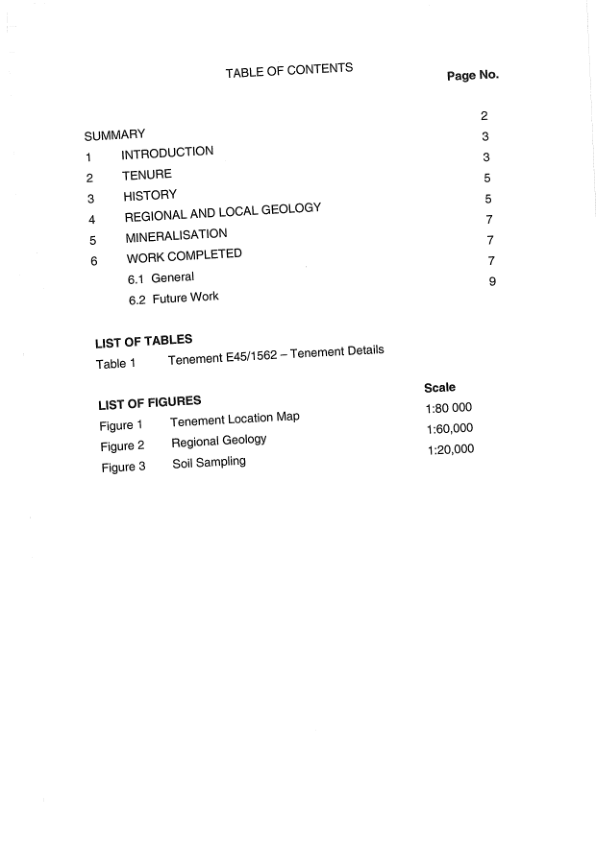 TABLE OF CONTENTS
Page No.
SUMMARY 2
1 INTRODUCTION 3
2 TENURE 3
3 HISTORY 5
4 REGIONAL AND LOCAL GEOLOGY 5
5 MINERALISATION 7
6 WORK COMPLETED 7
6.1 General 7
6.2 Future Work 9
LIST OF TABLES
Table 1 Tenement E45/1562 – Tenement Details
LIST OF FIGURES Scale
Figure 1 Tenement Location Map 1:80 000
Figure 2 Regional Geology 1:60,000
Figure 3 Soil Sampling 1:20,000